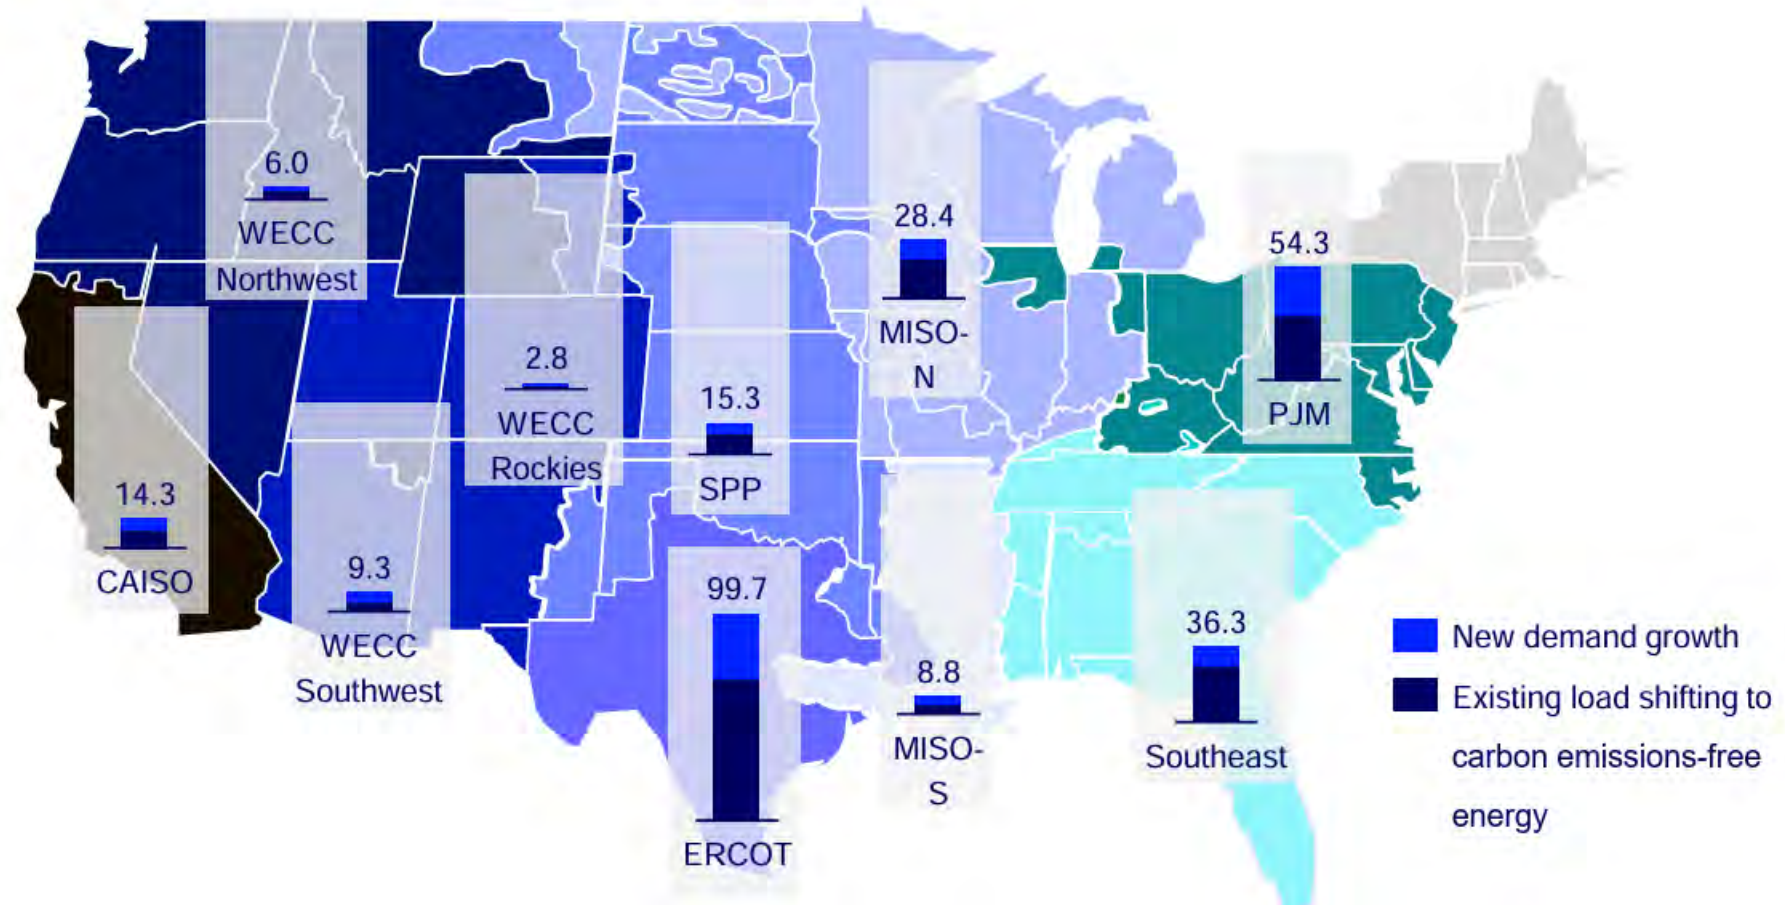 6.0
WECC
Northwest
28.4
MISO-
N
54.3
PJM
2.8
WECC
Rockies
15.3
SPP
14.3
CAISO
9.3
WECC
Southwest
99.7
ERCOT
8.8
MISO-
S
36.3
Southeast
New demand growth
Existing load shifting to
carbon emissions-free
energy